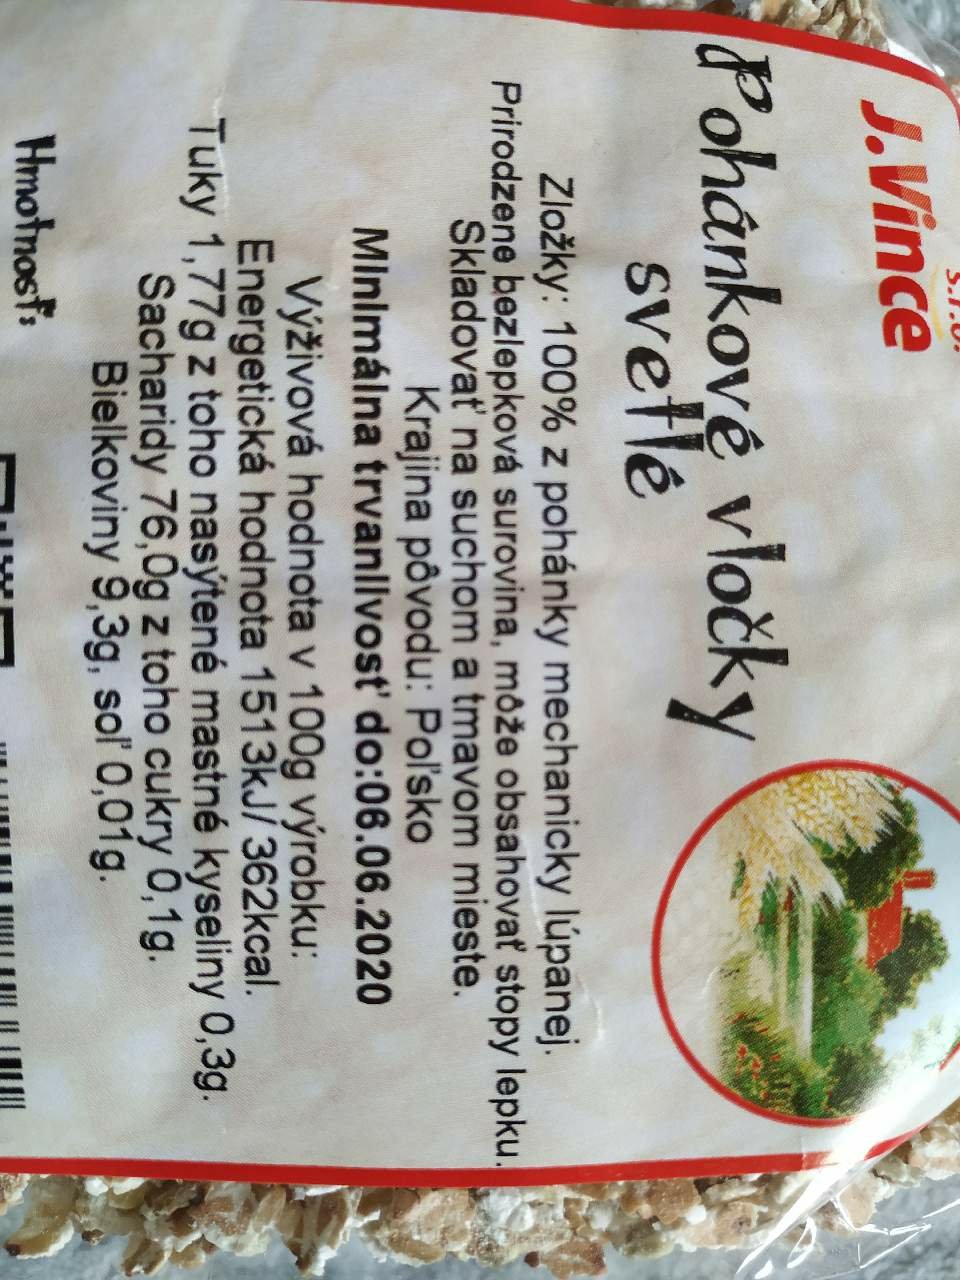 J.Vince
s.r.o.
Pohánkové vločky
svetlé
Zložky: 100% z pohánky mechanicky lúpanej.
Prirodzene bezlepková surovina, môže obsahovať stopy lepku.
Skladovať na suchom a tmavom mieste.
Krajina pôvodu: Poľsko
Minimálna trvanlivosť do:06.06.2020
Výživová hodnota v 100g výrobku:
Energetická hodnota 1513kJ/ 362kcal.
Tuky 1,77g z toho nasýtené mastné kyseliny 0,3g.
Sacharidy 76,0g z toho cukry 0,1g.
Bielkoviny 9,3g, soľ 0,01g.
Hmotnosť: